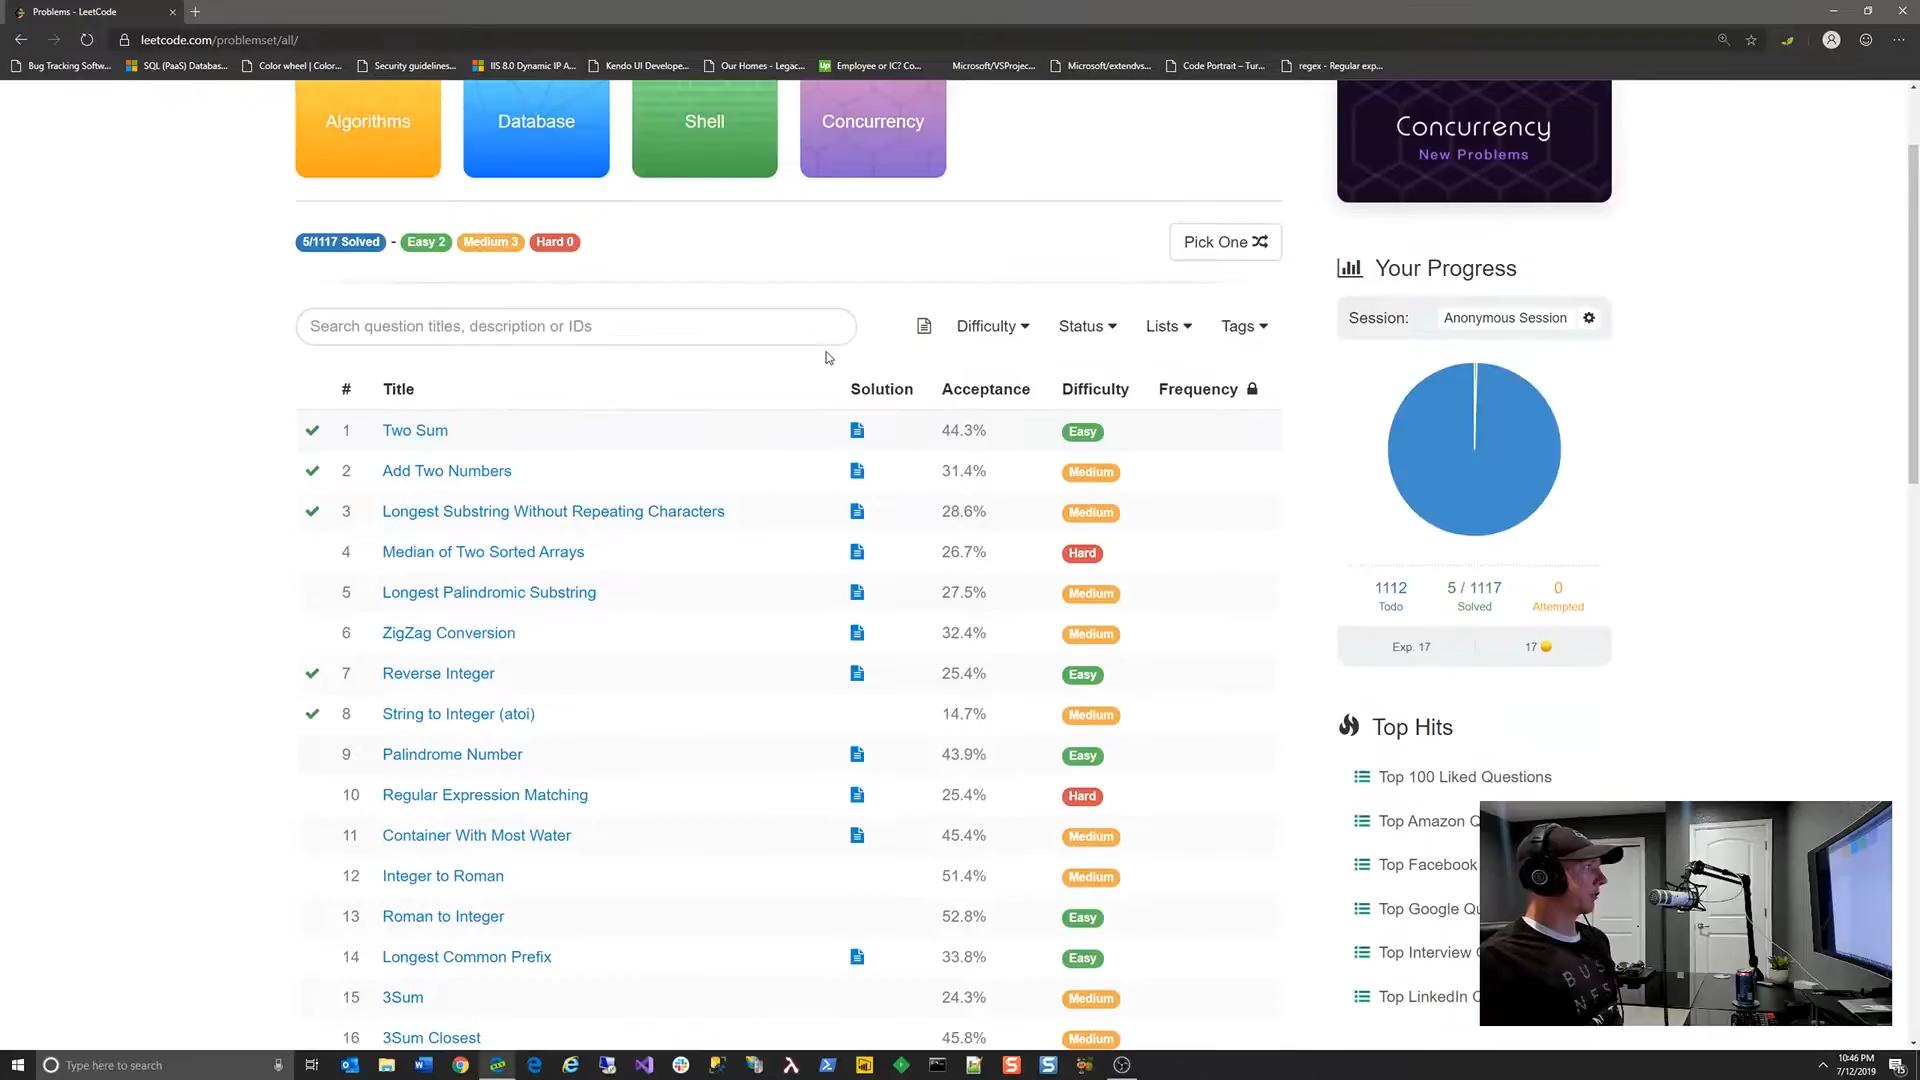 Problems - LeetCode
leetcode.com/problemset/all/
Bug Tracking Softw...
SQL (PaaS) Databas...
Color wheel | Color...
Security guidelines...
IIS 8.0 Dynamic IP A...
Kendo UI Develope...
Our Homes - Legac...
up
Employee or IC? Co...
Microsoft/VSProjec...
Microsoft/extendvs...
Code Portrait – Tur...
regex - Regular exp...
Algorithms
Database
Shell
Concurrency
Concurrency
New Problems
5/1117 Solved - Easy 2 Medium 3 Hard 0
Pick One
Your Progress
Session: Anonymous Session
Search question titles, description or IDs
Difficulty Status Lists Tags
# Title Solution Acceptance Difficulty Frequency
1 Two Sum 44.3% Easy
2 Add Two Numbers 31.4% Medium
3 Longest Substring Without Repeating Characters 28.6% Medium
4 Median of Two Sorted Arrays 26.7% Hard
5 Longest Palindromic Substring 27.5% Medium
6 ZigZag Conversion 32.4% Medium
7 Reverse Integer 25.4% Easy
8 String to Integer (atoi) 14.7% Medium
9 Palindrome Number 43.9% Easy
10 Regular Expression Matching 25.4% Hard
11 Container With Most Water 45.4% Medium
12 Integer to Roman 51.4% Medium
13 Roman to Integer 52.8% Easy
14 Longest Common Prefix 33.8% Easy
15 3Sum 24.3% Medium
16 3Sum Closest 45.8% Medium
1112 5 / 1117 0
Todo Solved Attempted
Exp. 17 17
Top Hits
Top 100 Liked Questions
Top Amazon Q
Top Facebook
Top Google Qu
Top Interview
Top LinkedIn
Type here to search
10:46 PM
7/12/2019